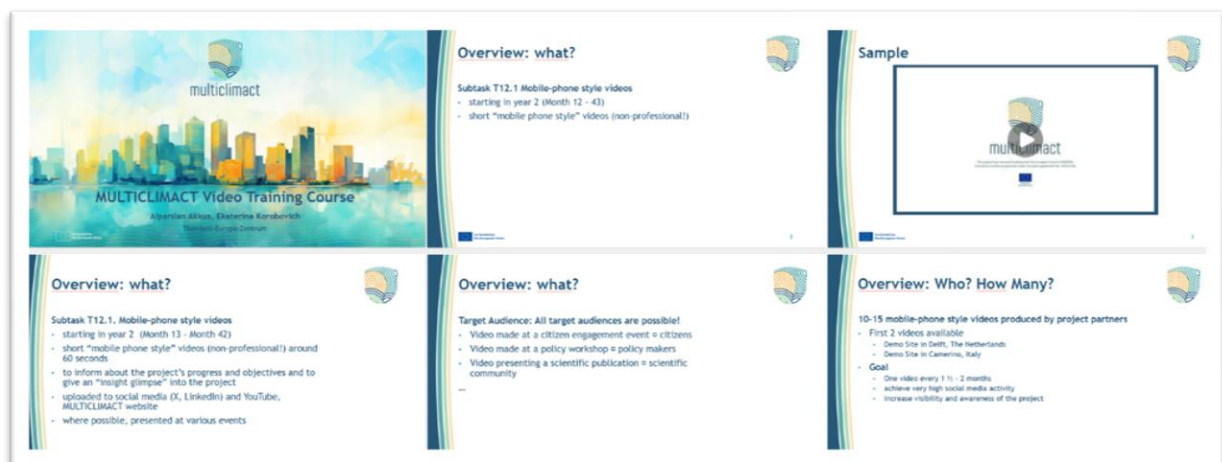 multiclimact
MULTICLIMACT Video Training Course
Alparslan Akkus, Ekaterina Korobovich
Steinbeis Europa Zentrum
Overview: what?
Subtask T12.1 Mobile-phone style videos
- starting in year 2 (Month 12 - 43)
- short “mobile phone style” videos (non-professional!)
Sample
multiclimact
Overview: what?
Subtask T12.1. Mobile-phone style videos
- starting in year 2 (Month 13 - Month 42)
- short “mobile phone style” videos (non-professional!) around
60 seconds
- to inform about the project's progress and objectives and to
give an “insight glimpse” into the project
- uploaded to social media (X, LinkedIn) and YouTube,
MULTICLIMACT website
- where possible, presented at various events
Overview: what?
Target Audience: All target audiences are possible!
- Video made at a citizen engagement event = citizens
- Video made at a policy workshop = policy makers
- Video presenting a scientific publication = scientific
community
...
Overview: Who? How Many?
10-15 mobile-phone style videos produced by project partners
- First 2 videos available
- Demo Site in Delft, The Netherlands
- Demo Site in Camerino, Italy
- Goal
- One video every 1 ½ - 2 months
- achieve very high social media activity
- increase visibility and awareness of the project